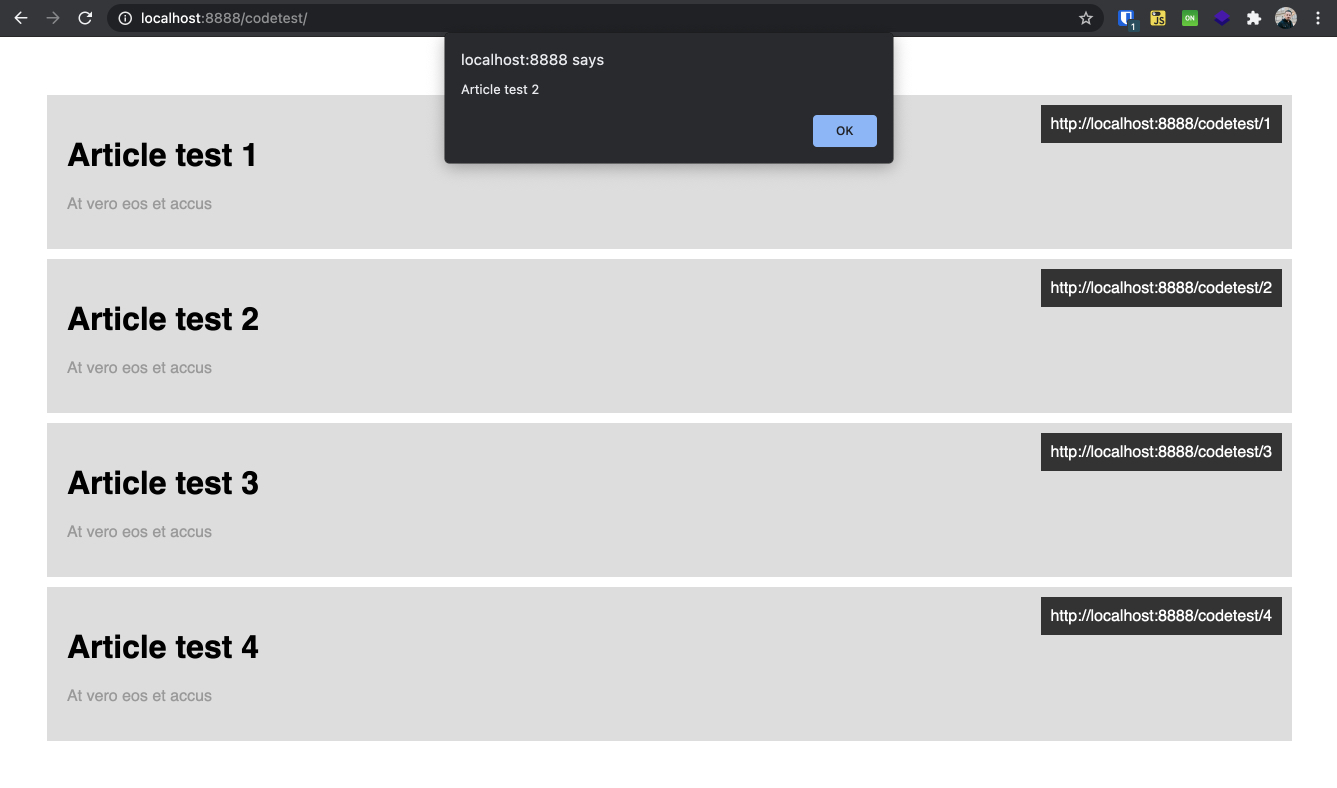 localhost:8888/codetest/
1
JS
ON
localhost:8888 says
Article test 2
OK
http://localhost:8888/codetest/1
Article test 1
At vero eos et accus
http://localhost:8888/codetest/2
Article test 2
At vero eos et accus
http://localhost:8888/codetest/3
Article test 3
At vero eos et accus
http://localhost:8888/codetest/4
Article test 4
At vero eos et accus